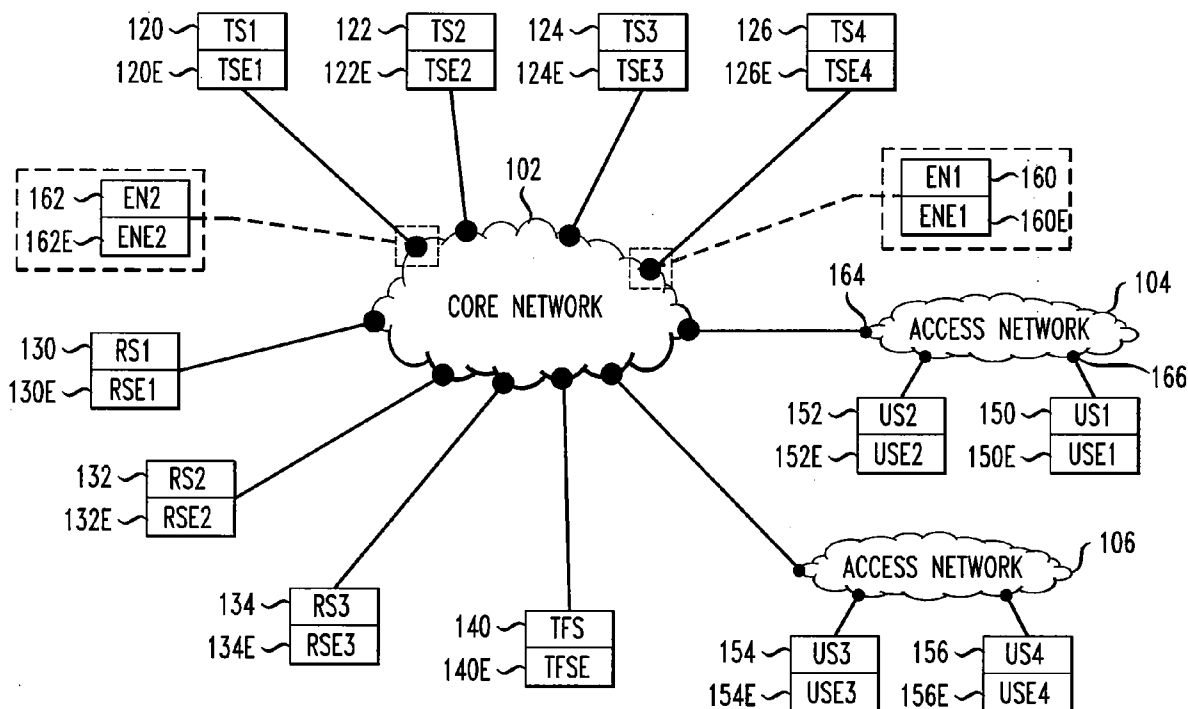 120 TS1 122 TS2 124 TS3 126 TS4
120E TSE1 122E TSE2 124E TSE3 126E TSE4
102
162 EN2 EN1 160
162E ENE2 ENE1 160E
CORE NETWORK
164 104
ACCESS NETWORK
130 RS1
130E RSE1
166
152 US2 150 US1
152E USE2 150E USE1
132 RS2
132E RSE2
106
ACCESS NETWORK
134 RS3
134E RSE3
140 TFS
140E TFSE
154 US3 156 US4
154E USE3 156E USE4